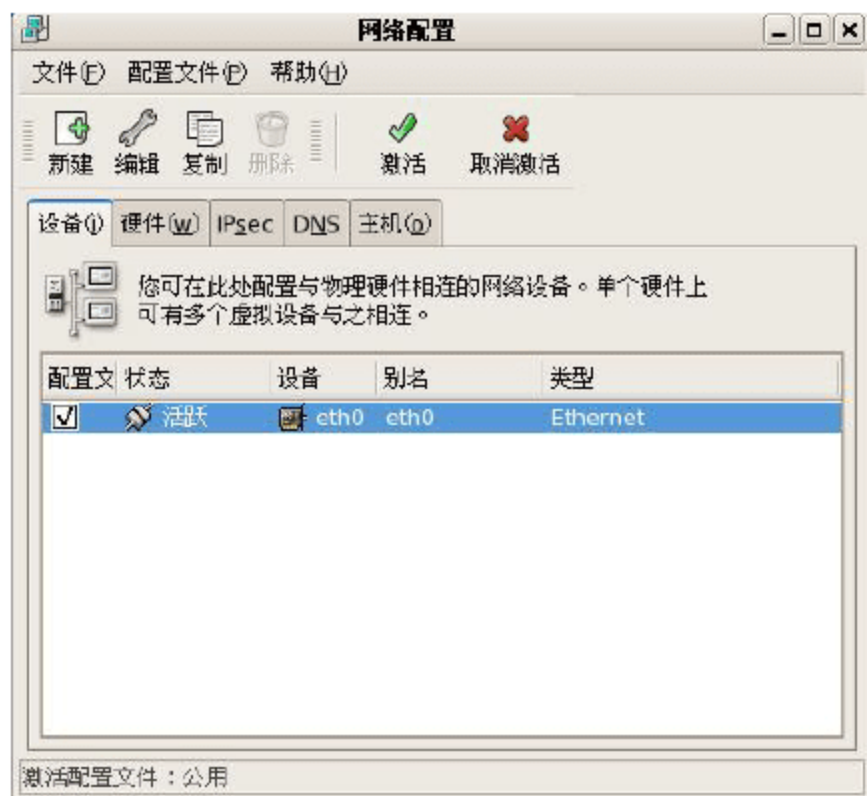 网络配置
文件(F) 配置文件(P) 帮助(H)
新建 编辑 复制 删除 激活 取消激活
设备(I) 硬件(w) IPsec DNS 主机(o)
您可在此处配置与物理硬件相连的网络设备。单个硬件上
可有多个虚拟设备与之相连。
配置文 状态 设备 别名 类型
活跃 eth0 eth0 Ethernet
激活配置文件：公用